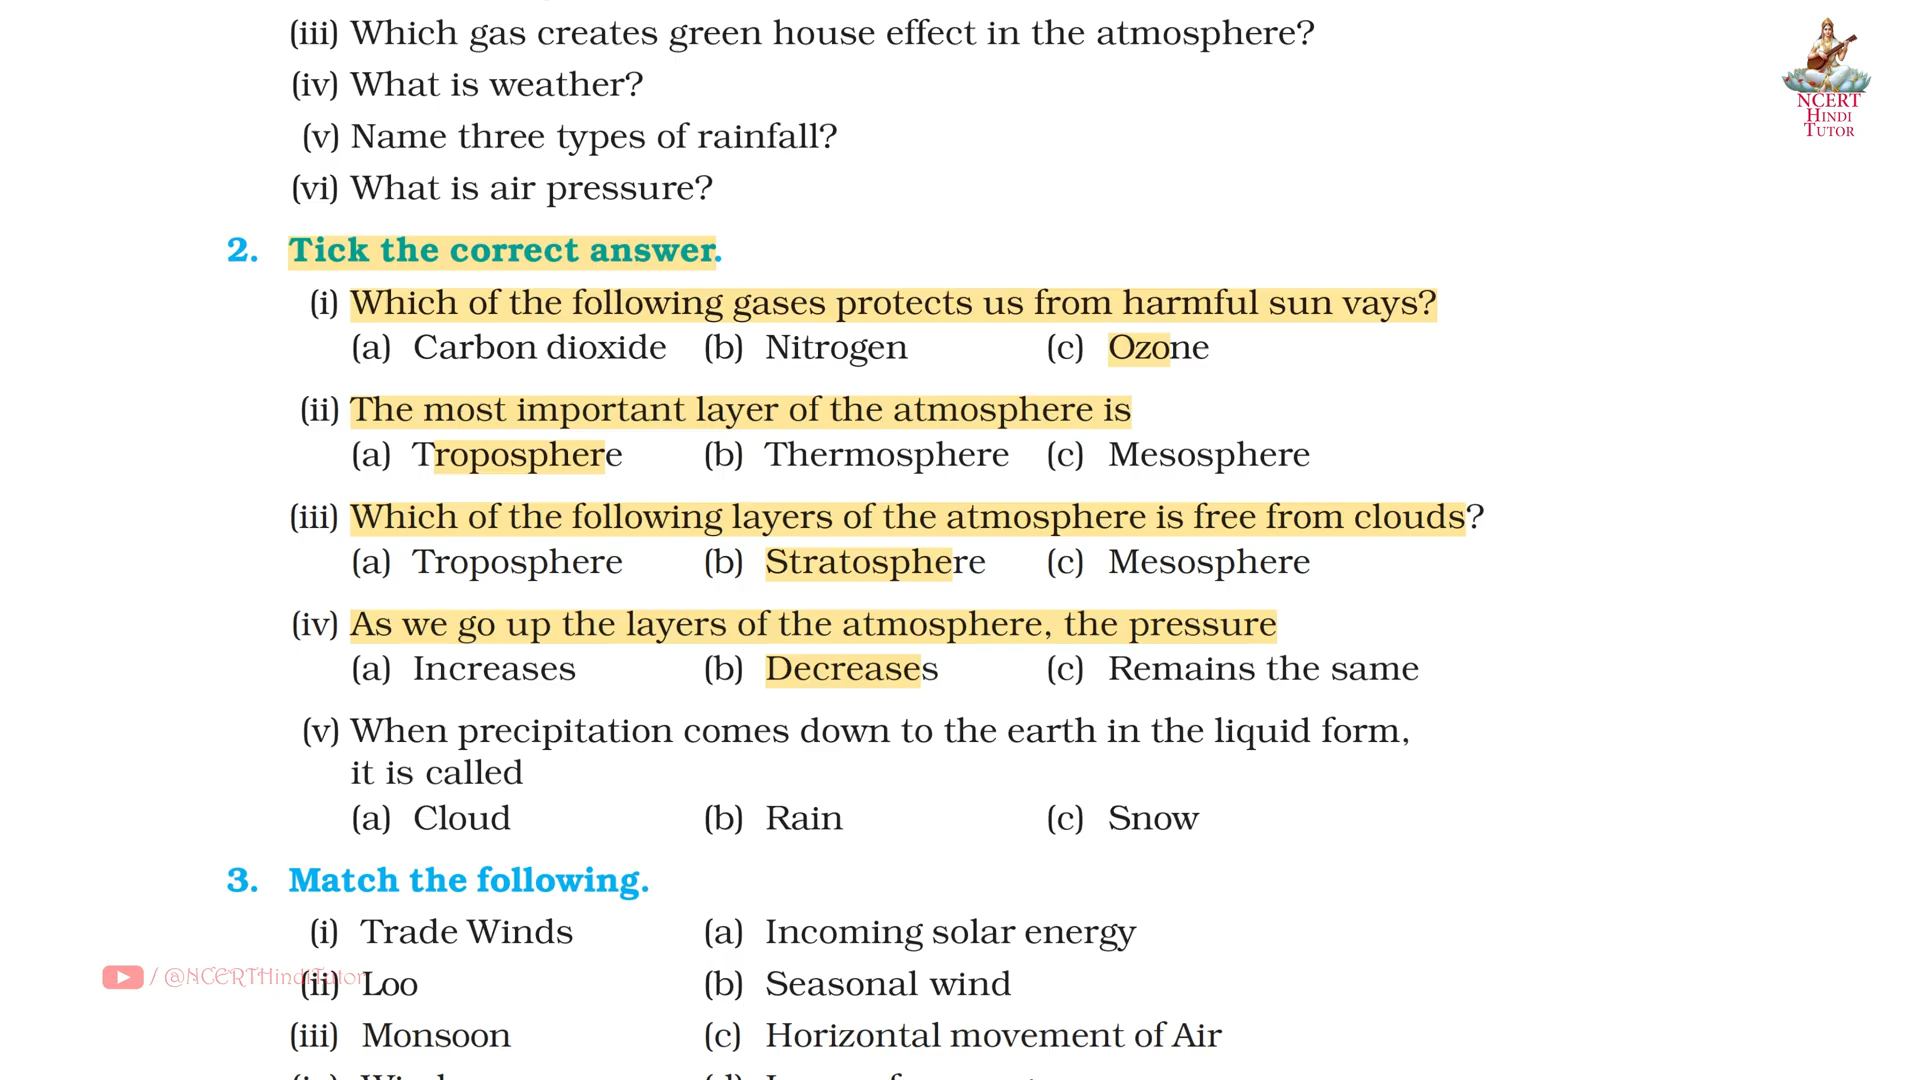 (iii) Which gas creates green house effect in the atmosphere?
(iv) What is weather?
(v) Name three types of rainfall?
(vi) What is air pressure?
NCERT
HINDI
TUTOR
2. Tick the correct answer.
(i) Which of the following gases protects us from harmful sun vays?
(a) Carbon dioxide (b) Nitrogen (c) Ozone
(ii) The most important layer of the atmosphere is
(a) Troposphere (b) Thermosphere (c) Mesosphere
(iii) Which of the following layers of the atmosphere is free from clouds?
(a) Troposphere (b) Stratosphere (c) Mesosphere
(iv) As we go up the layers of the atmosphere, the pressure
(a) Increases (b) Decreases (c) Remains the same
(v) When precipitation comes down to the earth in the liquid form,
it is called
(a) Cloud (b) Rain (c) Snow
3. Match the following.
(i) Trade Winds (a) Incoming solar energy
/ @NCERTHindiTutor
(ii) Loo (b) Seasonal wind
(iii) Monsoon (c) Horizontal movement of Air